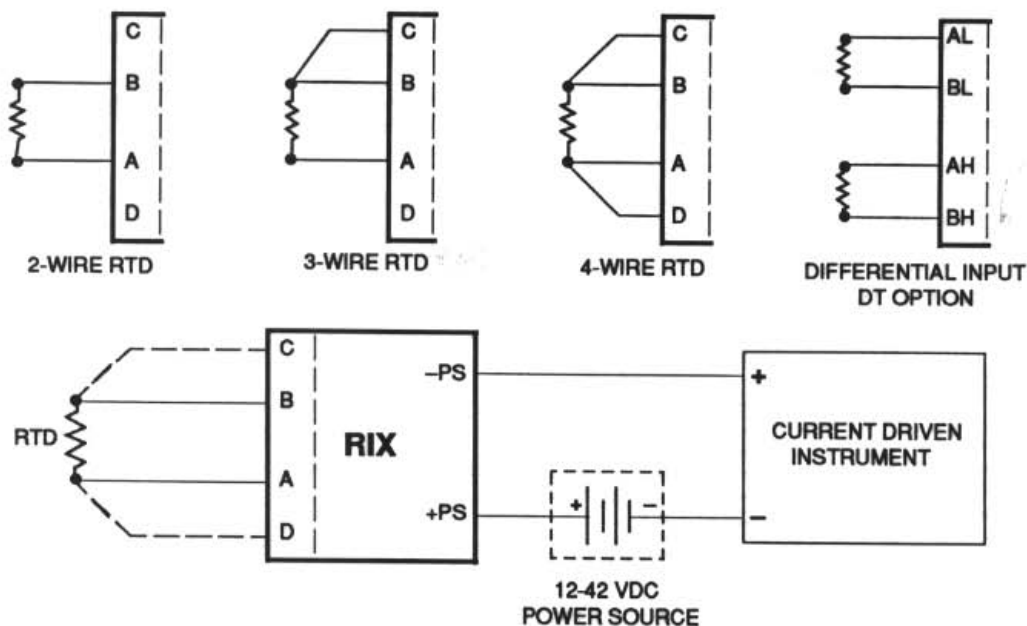 C
B
A
D
2-WIRE RTD
C
B
A
D
3-WIRE RTD
C
B
A
D
4-WIRE RTD
AL
BL
AH
BH
DIFFERENTIAL INPUT
DT OPTION
RTD
C
B
A
D
RIX
–PS
+PS
+
–
12-42 VDC
POWER SOURCE
+
–
CURRENT DRIVEN
INSTRUMENT